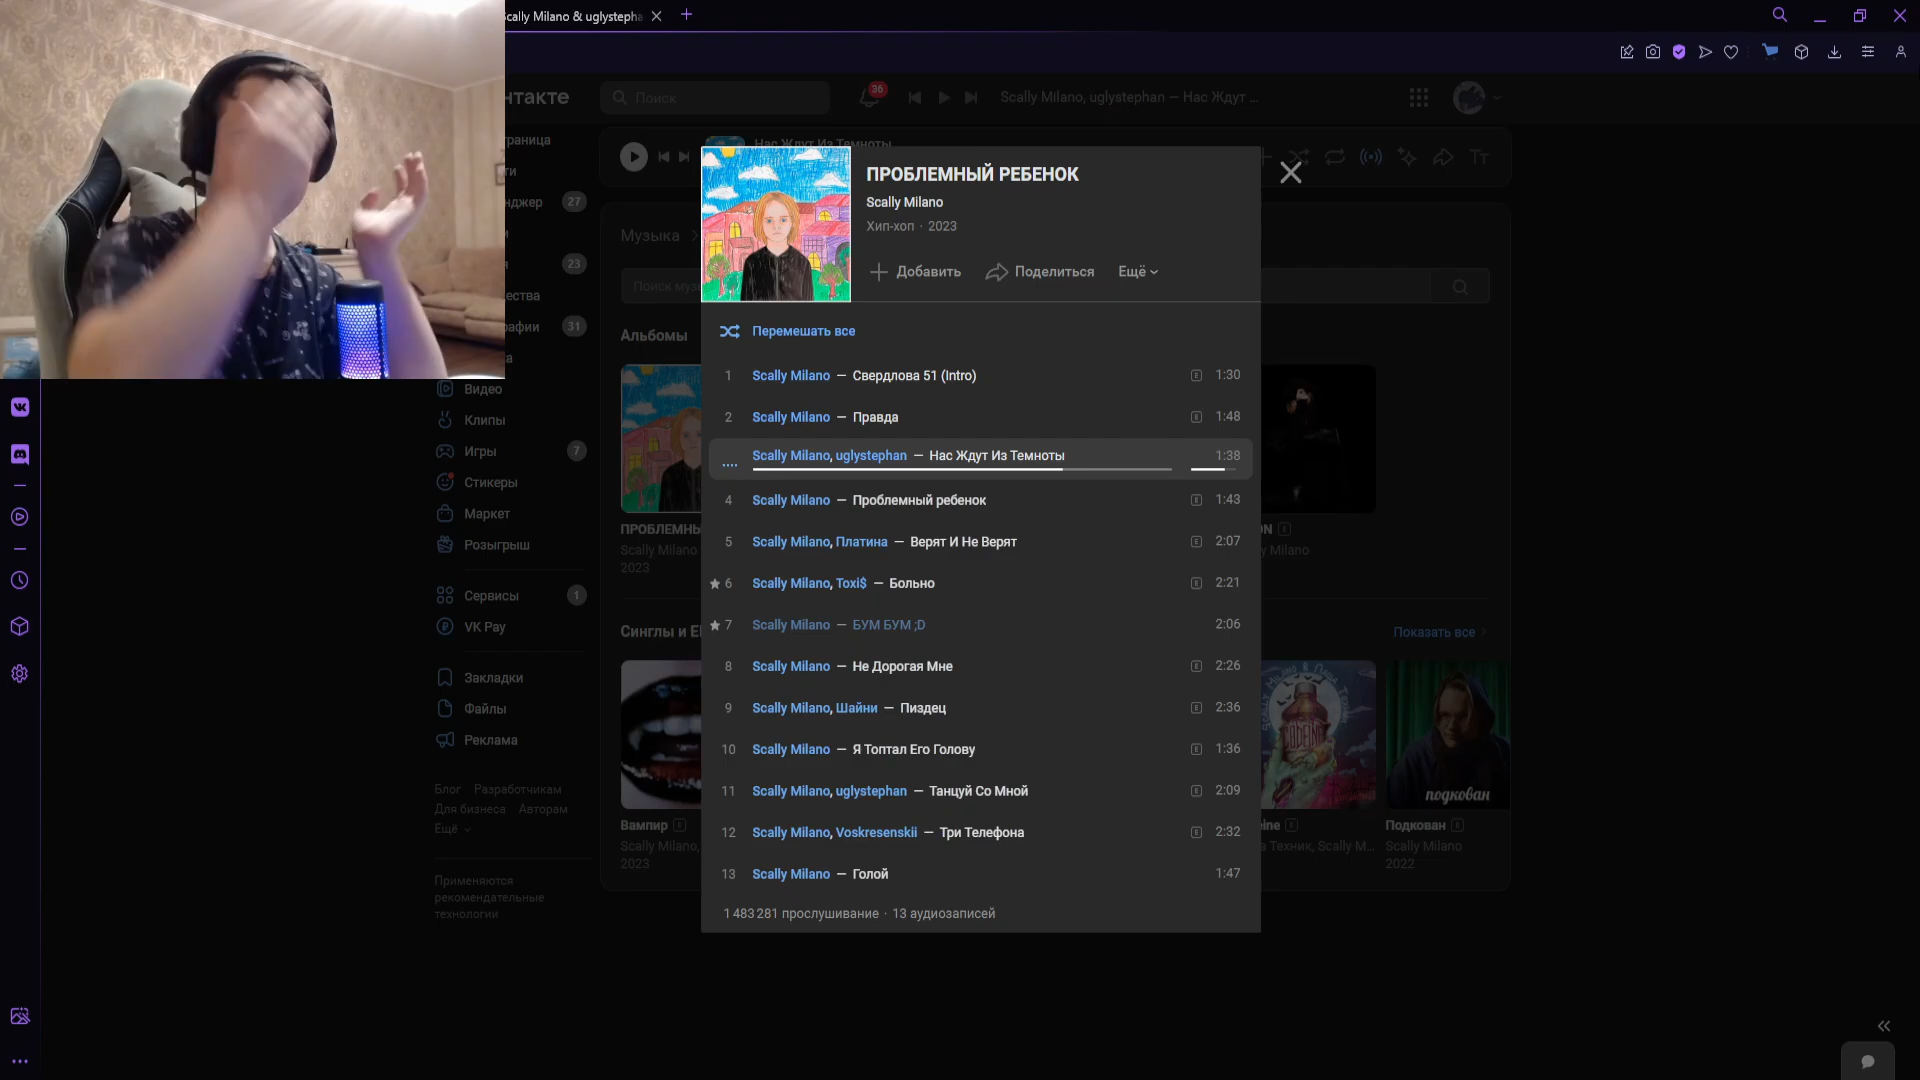 Scally Milano & uglystepha
нтакте
Поиск
36
Scally Milano, uglystephan — Нас Ждут ...
Нас Ждут Из Темноты
Музыка
Альбомы
27
23
31
ПРОБЛЕМНЫЙ РЕБЕНОК
Scally Milano
Хип-хоп · 2023
Добавить
Поделиться
Ещё
Перемешать все
1 Scally Milano — Свердлова 51 (Intro) E 1:30
2 Scally Milano — Правда E 1:48
Scally Milano, uglystephan — Нас Ждут Из Темноты 1:38
4 Scally Milano — Проблемный ребенок E 1:43
5 Scally Milano, Платина — Верят И Не Верят E 2:07
6 Scally Milano, Toxi$ — Больно E 2:21
7 Scally Milano — БУМ БУМ ;D 2:06
8 Scally Milano — Не Дорогая Мне E 2:26
9 Scally Milano, Шайни — Пиздец E 2:36
10 Scally Milano — Я Топтал Его Голову E 1:36
11 Scally Milano, uglystephan — Танцуй Со Мной E 2:09
12 Scally Milano, Voskresenskii — Три Телефона E 2:32
13 Scally Milano — Голой 1:47
1 483 281 прослушивание · 13 аудиозаписей
Видео
Клипы
Игры 7
Стикеры
Маркет
Розыгрыш
Сервисы 1
VK Pay
Закладки
Файлы
Реклама
Блог Разработчикам
Для бизнеса Авторам
Ещё
Применяются
рекомендательные
технологии
ПРОБЛЕМНЫ
Scally Milano
2023
Синглы и E
Показать все
Вампир E
Scally Milano,
2023
а Техник, Scally M...
подкован
Подкован E
Scally Milano
2022